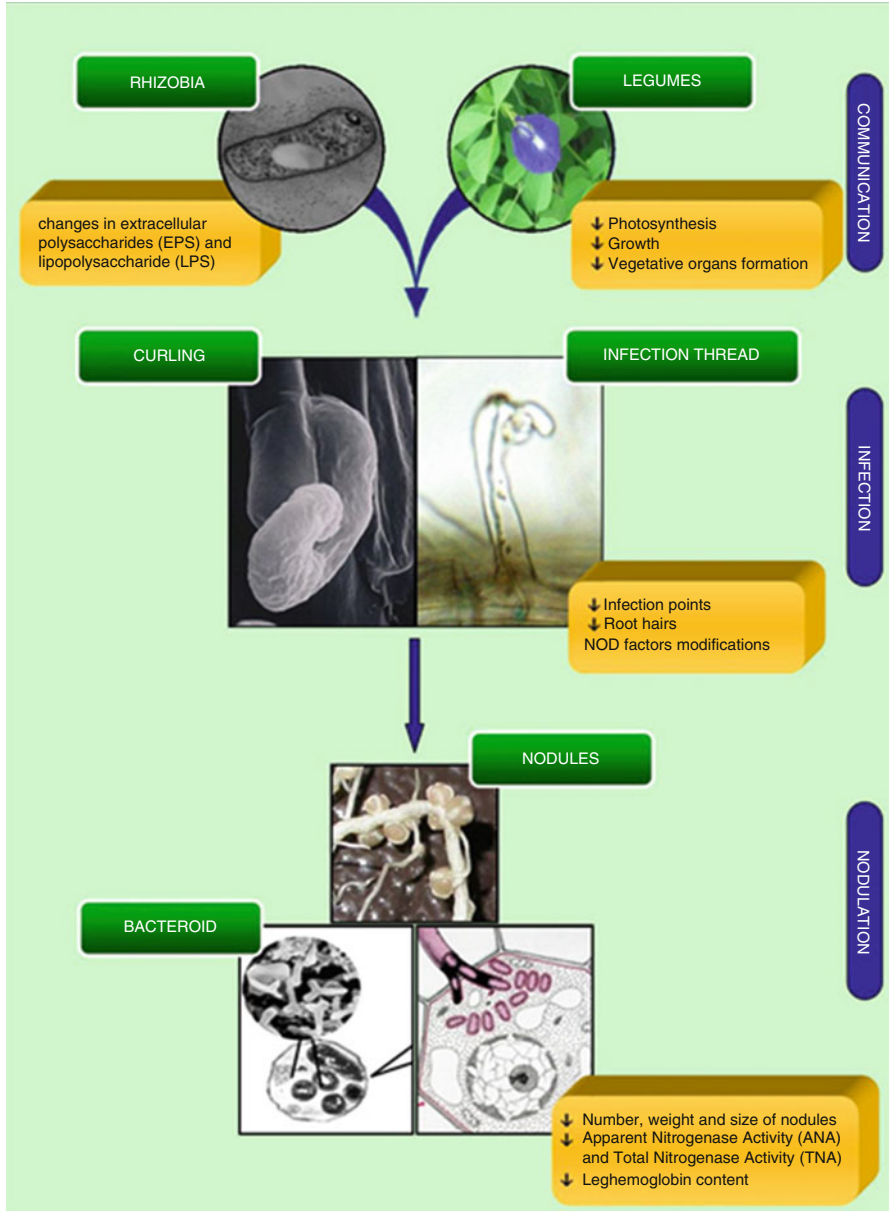 RHIZOBIA
LEGUMES
COMMUNICATION
changes in extracellular
polysaccharides (EPS) and
lipopolysaccharide (LPS)
↓ Photosynthesis
↓ Growth
↓ Vegetative organs formation
CURLING
INFECTION THREAD
INFECTION
↓ Infection points
↓ Root hairs
NOD factors modifications
NODULES
NODULATION
BACTEROID
↓ Number, weight and size of nodules
↓ Apparent Nitrogenase Activity (ANA)
and Total Nitrogenase Activity (TNA)
↓ Leghemoglobin content